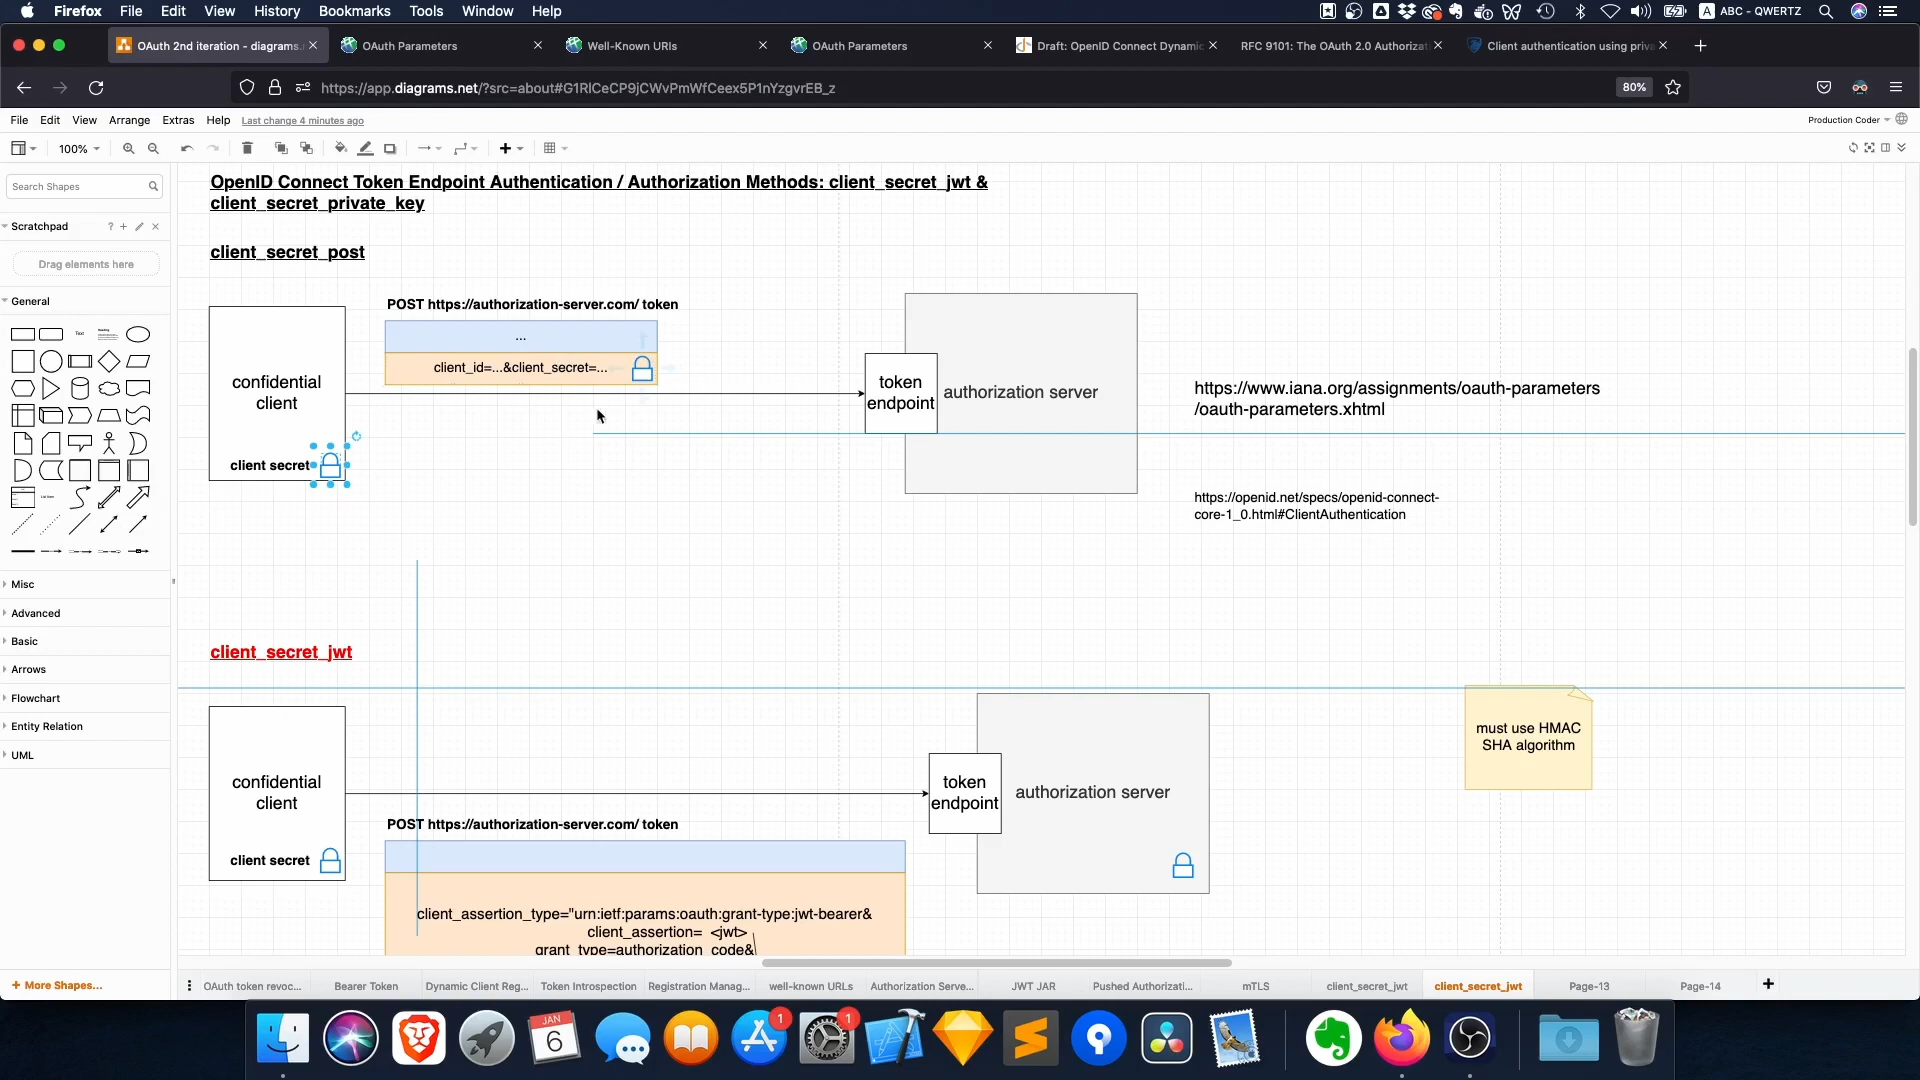 Firefox File Edit View History Bookmarks Tools Window Help
ABC - QWERTZ
OAuth 2nd iteration - diagrams.
OAuth Parameters
Well-Known URIs
OAuth Parameters
Draft: OpenID Connect Dynamic
RFC 9101: The OAuth 2.0 Authorizat
Client authentication using priva
https://app.diagrams.net/?src=about#G1RlCeCP9jCWvPmWfCeex5P1nYzgvrEB_z
80%
File Edit View Arrange Extras Help Last change 4 minutes ago
Production Coder
100%
Search Shapes
Scratchpad
Drag elements here
General
Text
Heading
List Item
Misc
Advanced
Basic
Arrows
Flowchart
Entity Relation
UML
+ More Shapes...
OpenID Connect Token Endpoint Authentication / Authorization Methods: client_secret_jwt &
client_secret_private_key
client_secret_post
POST https://authorization-server.com/ token
...
client_id=...&client_secret=...
confidential
client
client secret
token
endpoint
authorization server
https://www.iana.org/assignments/oauth-parameters
/oauth-parameters.xhtml
https://openid.net/specs/openid-connect-
core-1_0.html#ClientAuthentication
client_secret_jwt
confidential
client
client secret
token
endpoint
authorization server
must use HMAC
SHA algorithm
POST https://authorization-server.com/ token
client_assertion_type="urn:ietf:params:oauth:grant-type:jwt-bearer&
client_assertion= <jwt>
grant_type=authorization_code&
OAuth token revoc...
Bearer Token
Dynamic Client Reg...
Token Introspection
Registration Manag...
well-known URLs
Authorization Serve...
JWT JAR
Pushed Authorizati...
mTLS
client_secret_jwt
client_secret_jwt
Page-13
Page-14
JAN
6
1
1